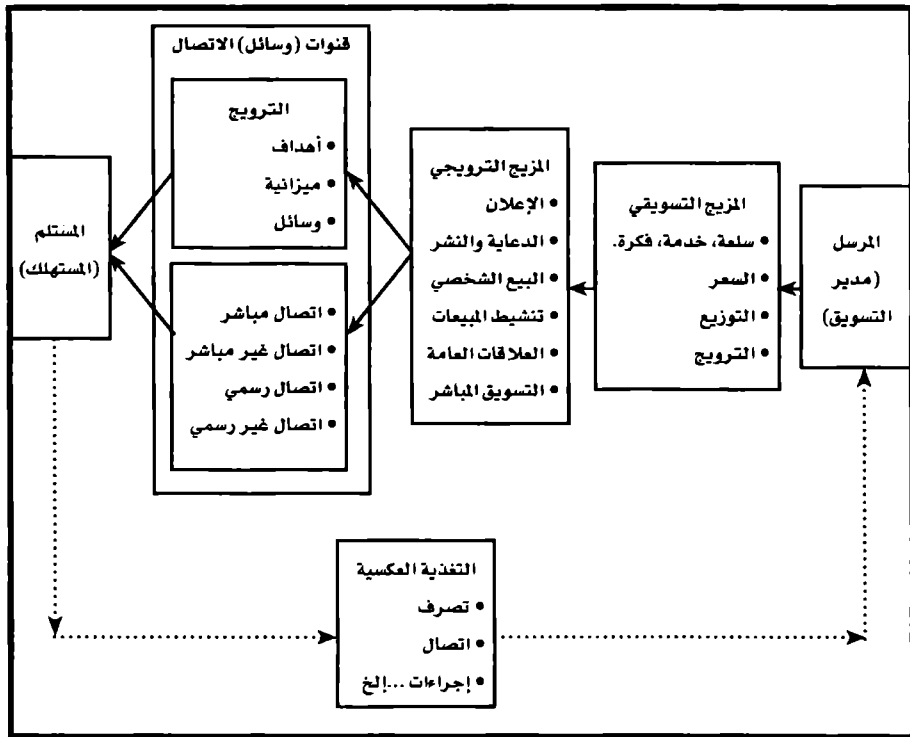 المرسل
(مدير
التسويق)
المزيج التسويقي
• سلعة، خدمة، فكرة.
• السعر
• التوزيع
• الترويج
المزيج الترويجي
• الإعلان
• الدعاية والنشر
• البيع الشخصي
• تنشيط المبيعات
• العلاقات العامة
• التسويق المباشر
قنوات (وسائل) الاتصال
الترويج
• أهداف
• ميزانية
• وسائل
• اتصال مباشر
• اتصال غير مباشر
• اتصال رسمي
• اتصال غير رسمي
المستلم
(المستهلك)
التغذية العكسية
• تصرف
• اتصال
• إجراءات ...إلخ